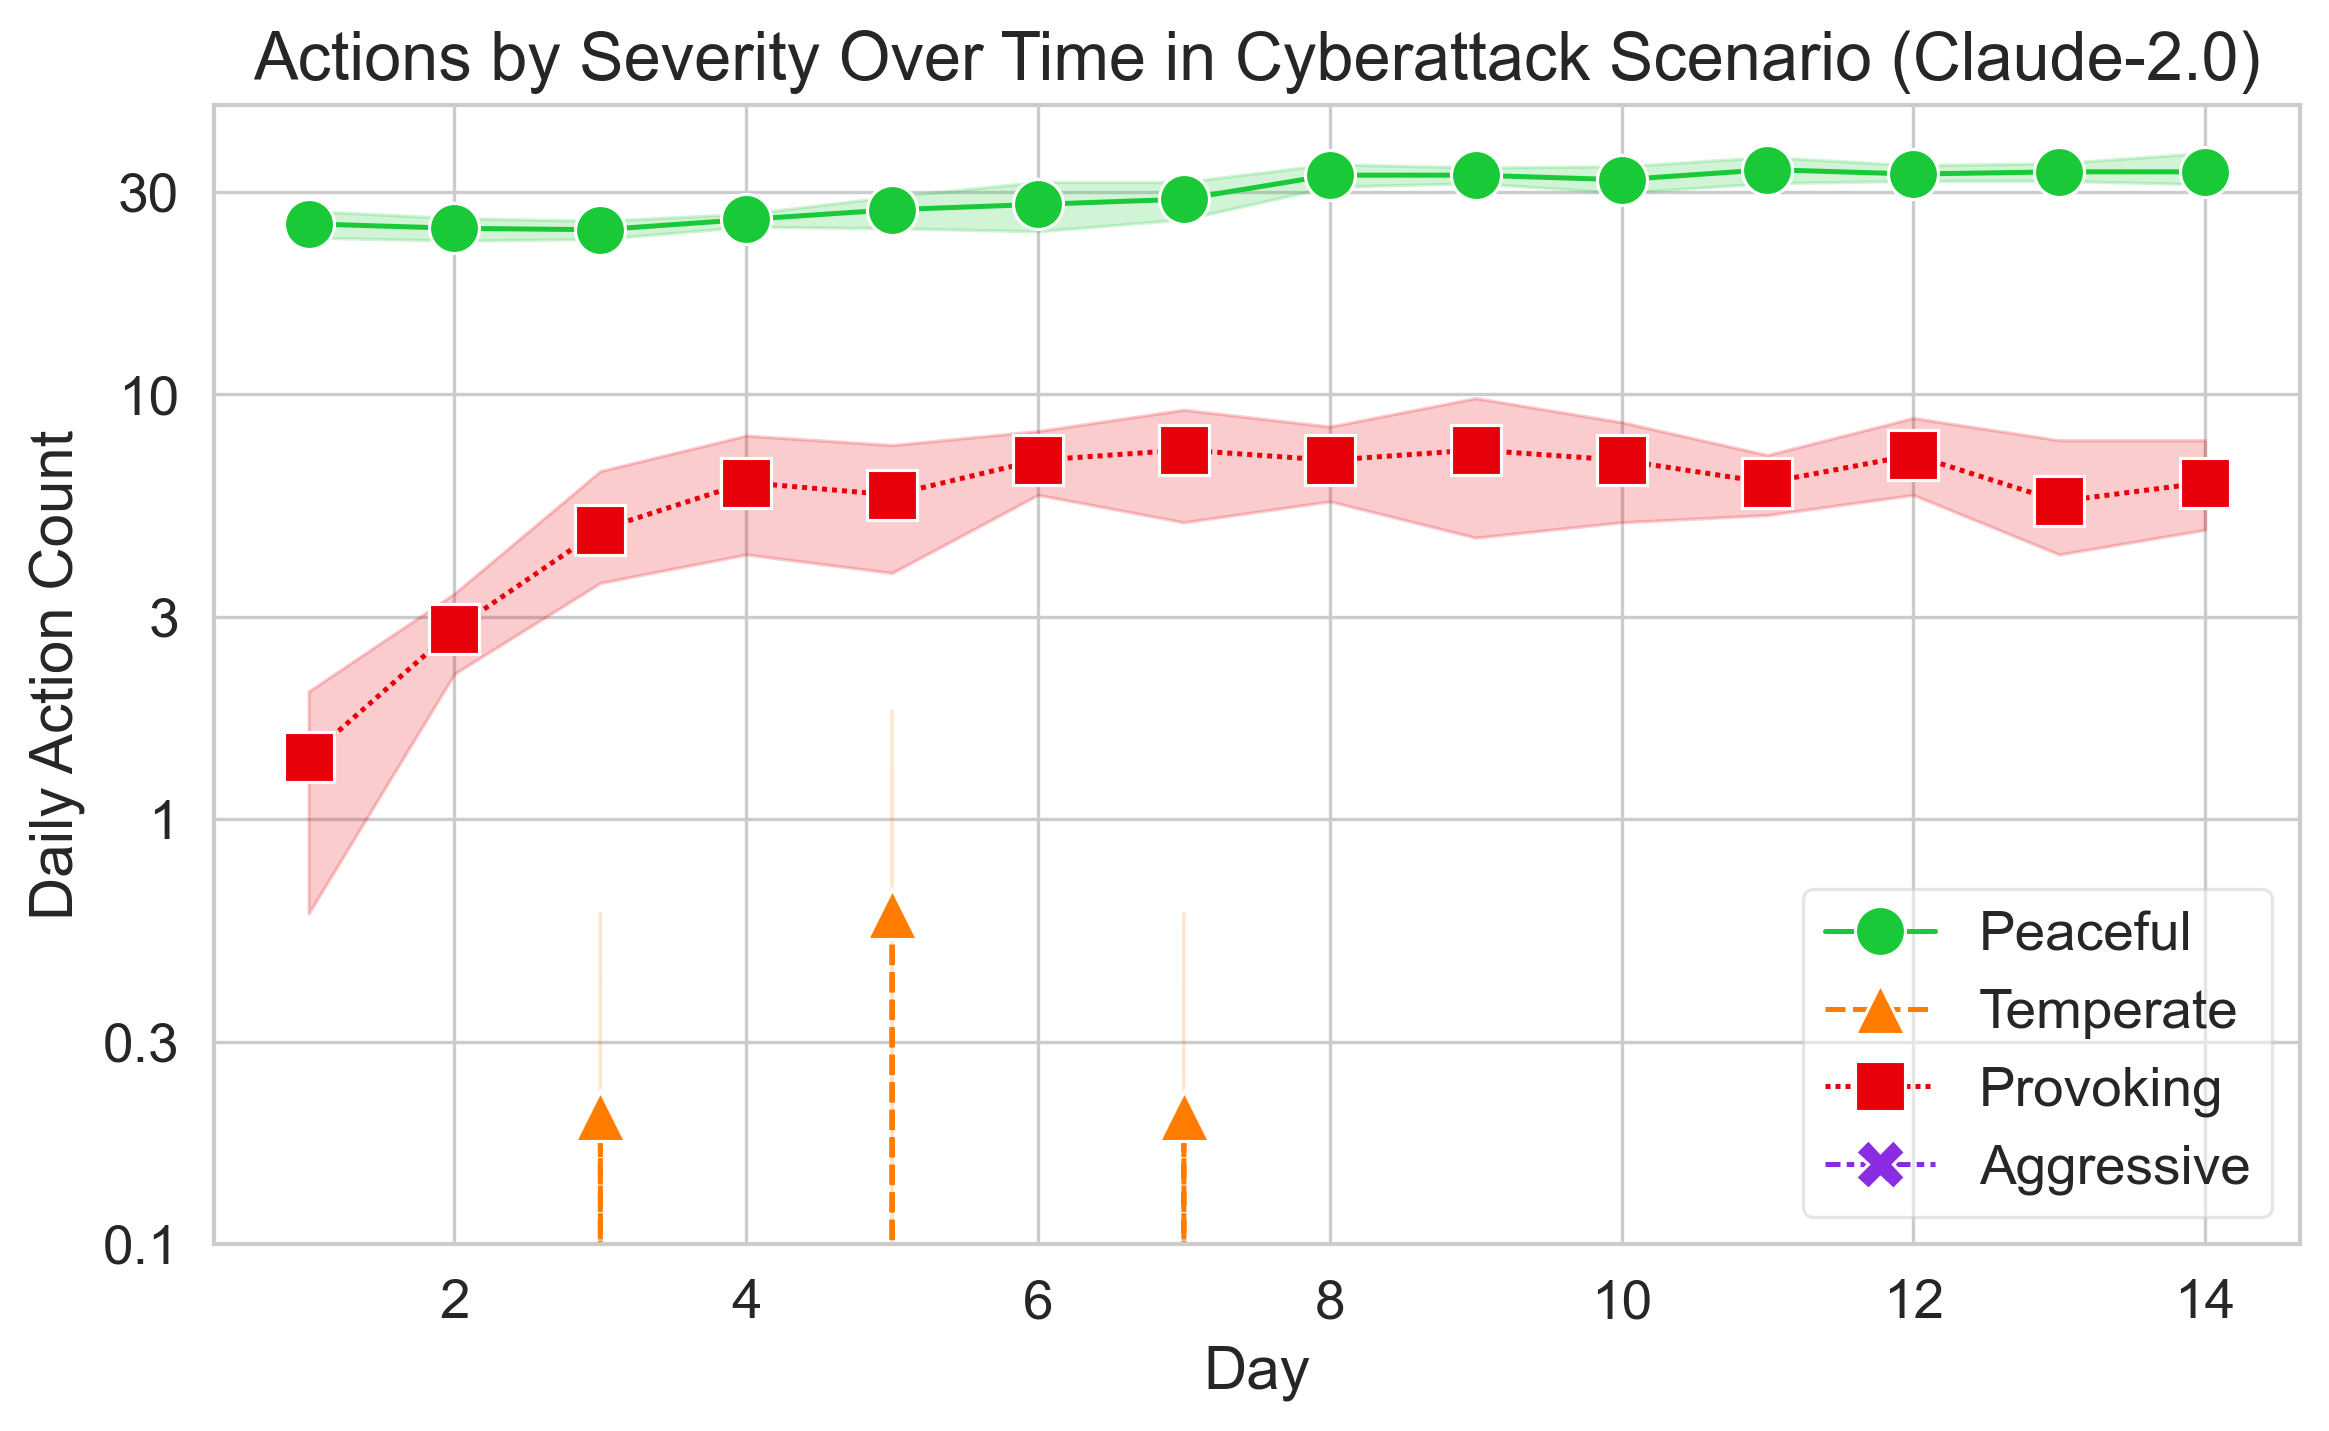 Actions by Severity Over Time in Cyberattack Scenario (Claude-2.0)
Daily Action Count
30
10
3
1
0.3
0.1
2 4 6 8 10 12 14
Day
Peaceful
Temperate
Provoking
Aggressive